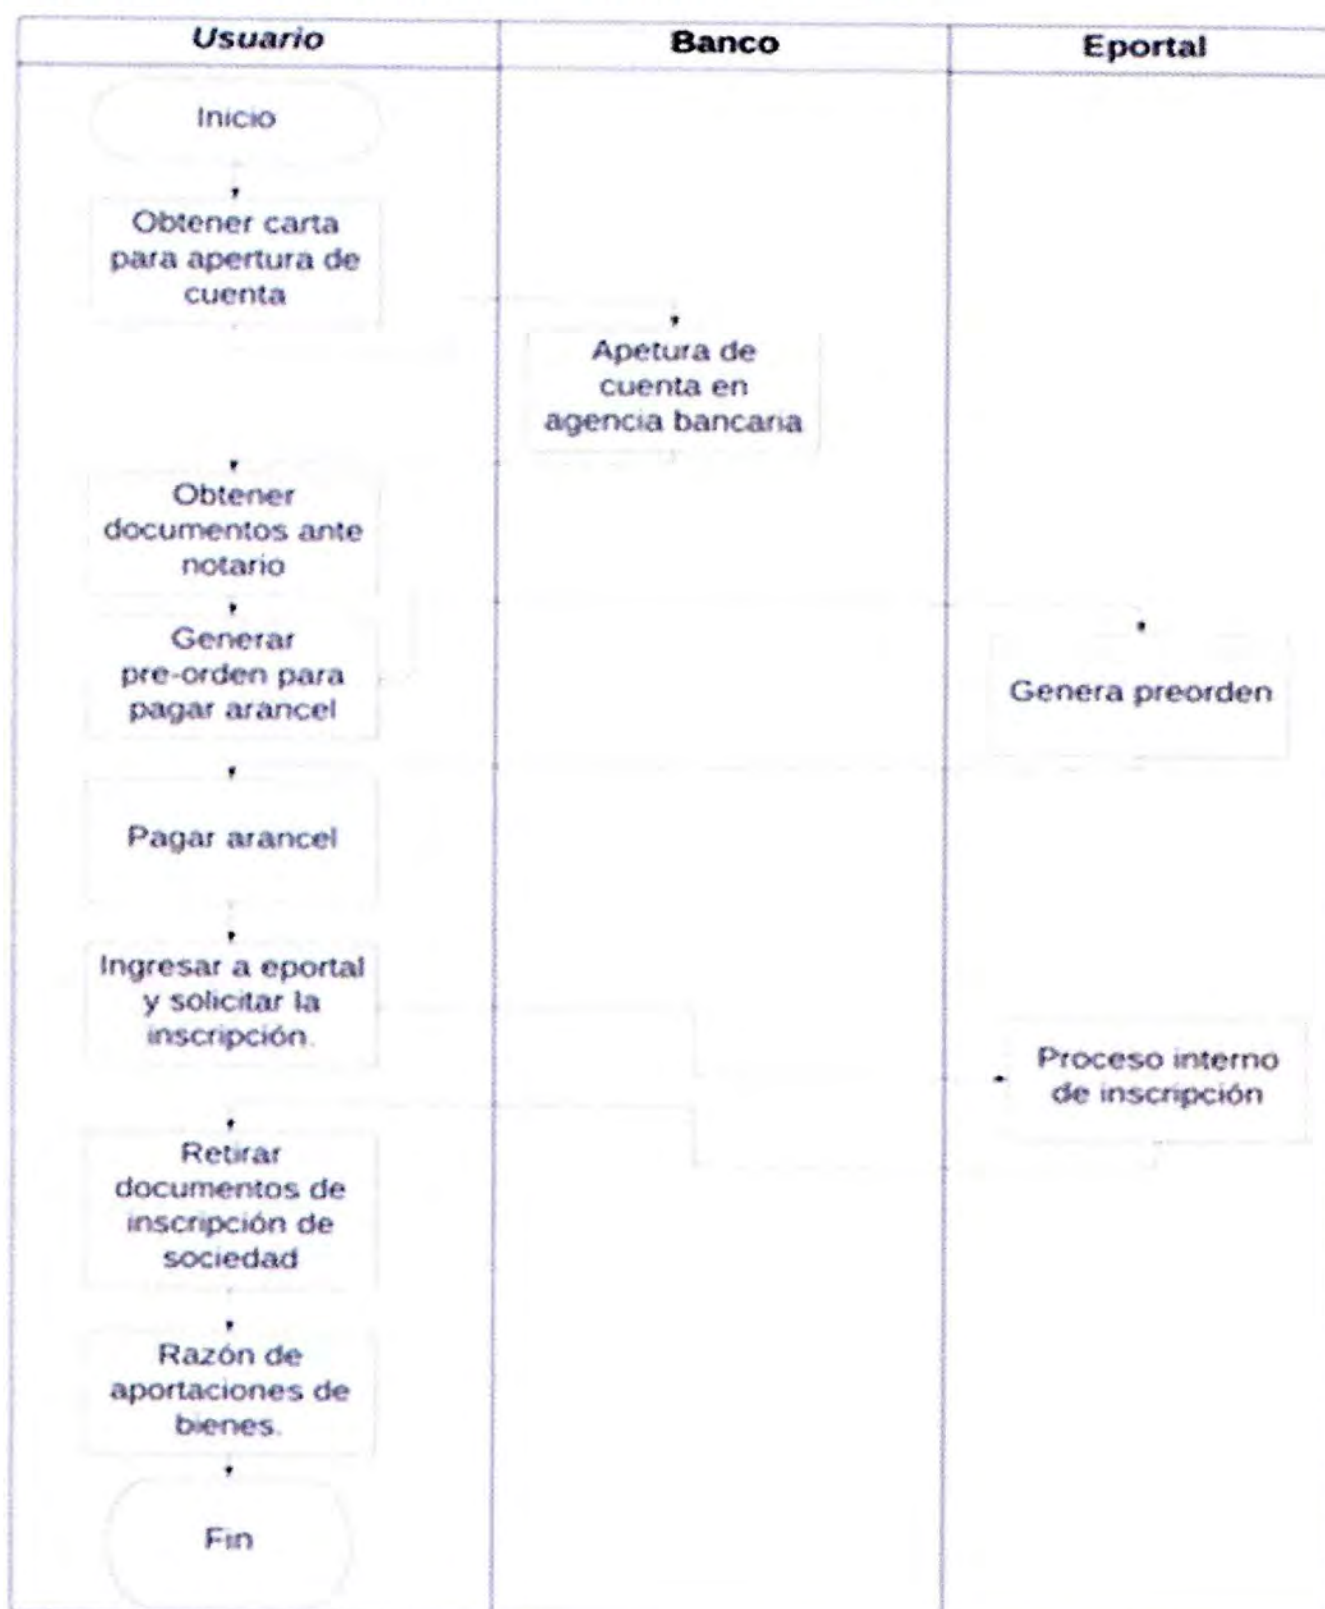 Usuario
Banco
Eportal
Inicio
Obtener carta
para apertura de
cuenta
Apetura de
cuenta en
agencia bancaria
Obtener
documentos ante
notario
Generar
pre-orden para
pagar arancel
Genera preorden
Pagar arancel
Ingresar a eportal
y solicitar la
inscripción.
Proceso interno
de inscripción
Retirar
documentos de
inscripción de
sociedad
Razón de
aportaciones de
bienes.
Fin